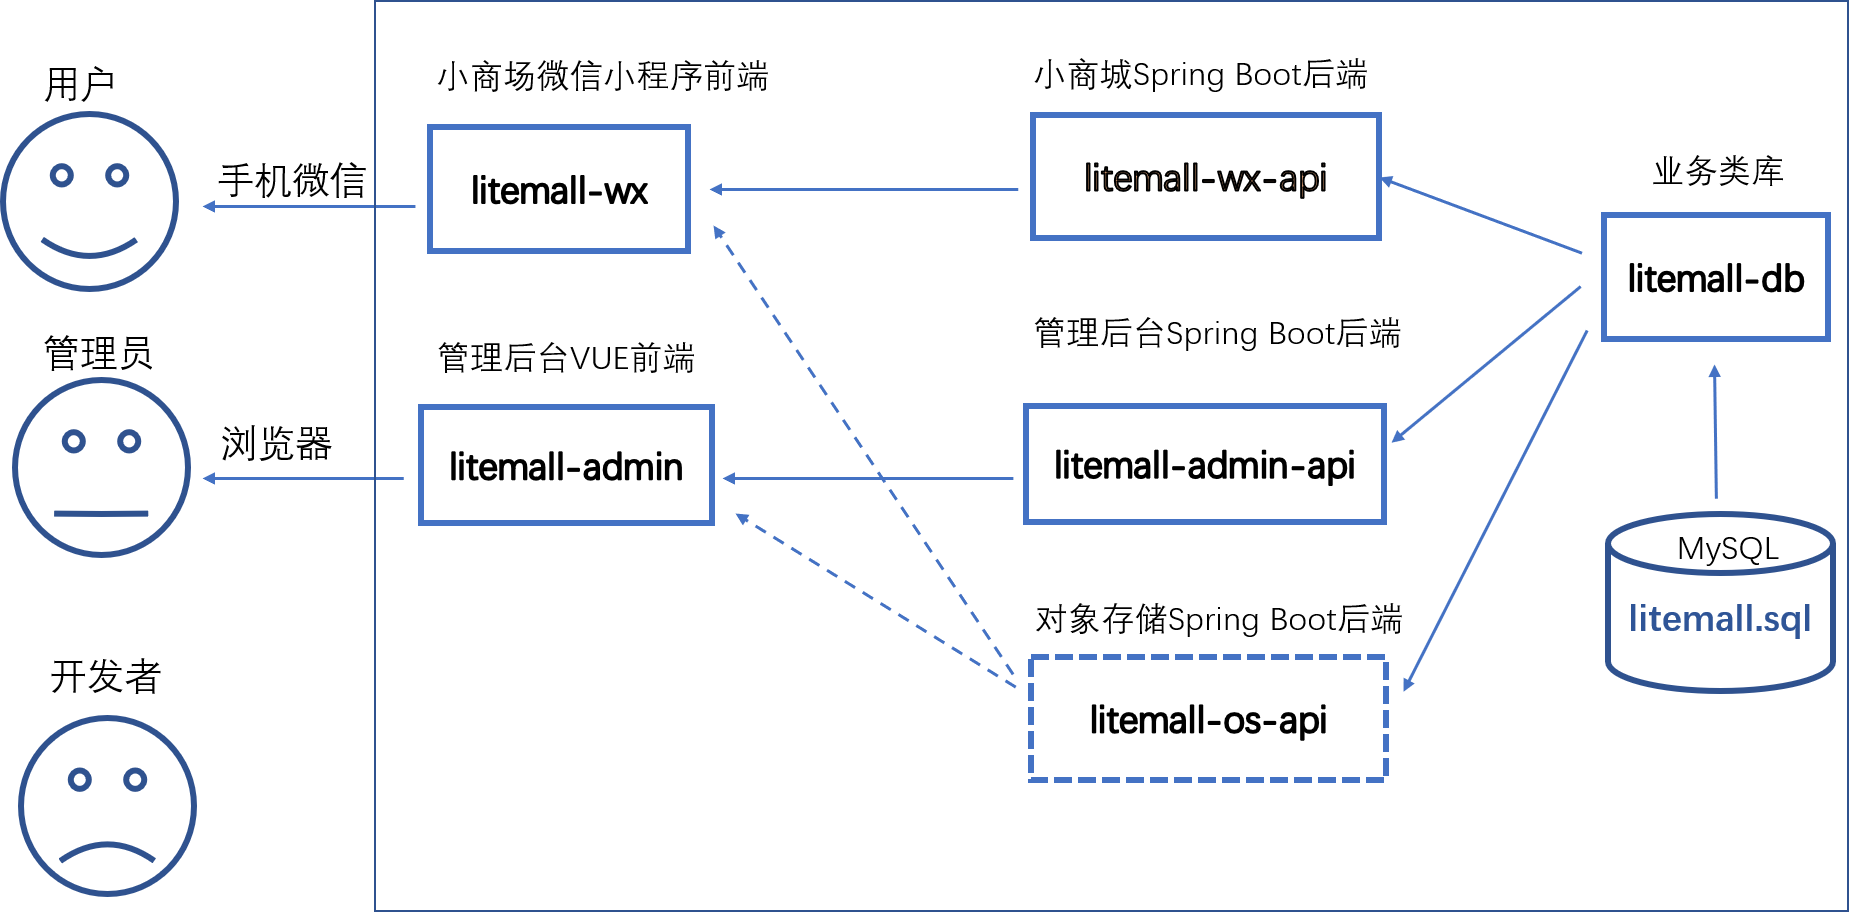 用户
手机微信
管理员
浏览器
开发者
小商场微信小程序前端
litemall-wx
管理后台VUE前端
litemall-admin
小商城Spring Boot后端
litemall-wx-api
管理后台Spring Boot后端
litemall-admin-api
对象存储Spring Boot后端
litemall-os-api
业务类库
litemall-db
MySQL
litemall.sql